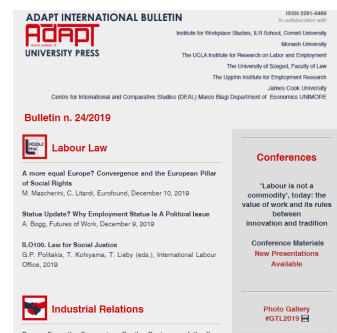 ADAPT INTERNATIONAL BULLETIN
ADAPT
www.adapt.it
UNIVERSITY PRESS
ISSN 2281-4469
In collaboration with
Institute for Workplace Studies, ILR School, Cornell University
Monash University
The UCLA Institute for Research on Labor and Employment
The University of Szeged, Faculty of Law
The Upjohn Institute for Employment Research
James Cook University
Centre for International and Comparative Studies (DEAL) Marco Biagi Department of Economics UNIMORE
Bulletin n. 24/2019
Labour Law
A more equal Europe? Convergence and the European Pillar
of Social Rights
M. Mascherini, C. Litardi, Eurofound, December 10, 2019
Status Update? Why Employment Status Is A Political Issue
A. Bogg, Futures of Work, December 9, 2019
ILO100. Law for Social Justice
G.P. Politakis, T. Kohiyama, T. Lieby (eds.), International Labour
Office, 2019
Industrial Relations
Conferences
'Labour is not a
commodity', today: the
value of work and its rules
between
innovation and tradition
Conference Materials
New Presentations
Available
Photo Gallery
#GTL2019